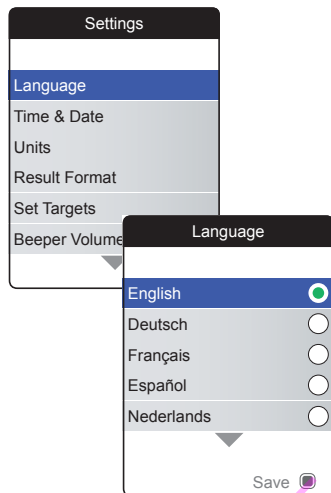 Settings
Language
Time & Date
Units
Result Format
Set Targets
Beeper Volume
Language
English
Deutsch
Français
Español
Nederlands
Save